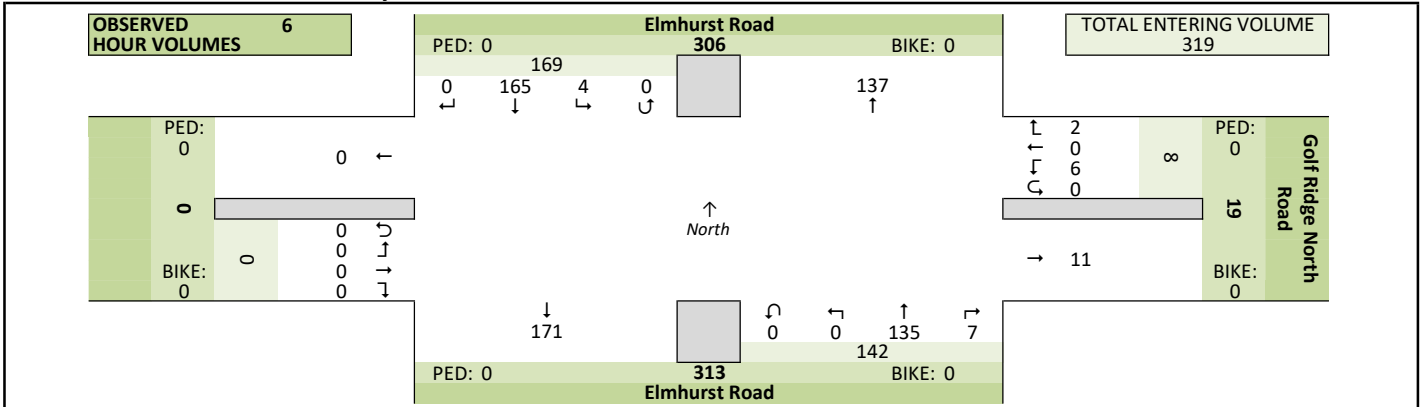 OBSERVED 6
HOUR VOLUMES
Elmhurst Road
PED: 0 306 BIKE: 0
TOTAL ENTERING VOLUME
319
169
0 165 4 0
↵ ↓ ↳ ↺
137
↑
PED:
0
0 ←
0
0
0
0
0
0
BIKE:
0
↑
North
2
← 0
6
0
8
PED:
0
19
Golf Ridge North
Road
→ 11
BIKE:
0
↓
171
0 0 135 7
142
PED: 0 313 BIKE: 0
Elmhurst Road